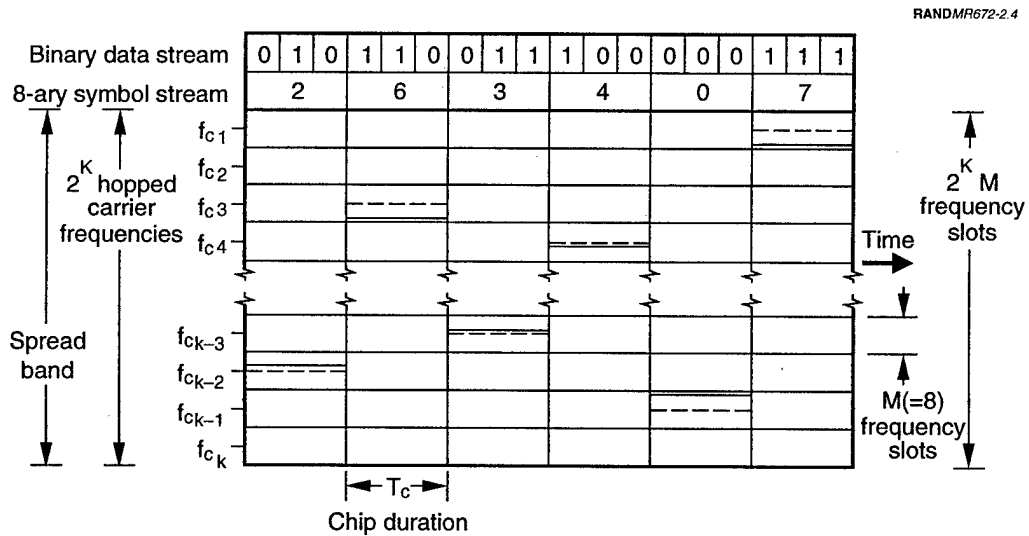 RANDMR672-2.4
Binary data stream 0 1 0 1 1 0 0 1 1 1 0 0 0 0 0 1 1 1
8-ary symbol stream 2 6 3 4 0 7
fc1
fc2
fc3
fc4
2^K hopped
carrier
frequencies
2^K M
frequency
slots
Time
Spread
band
fck–3
fck–2
fck–1
fck
M(=8)
frequency
slots
Tc
Chip duration